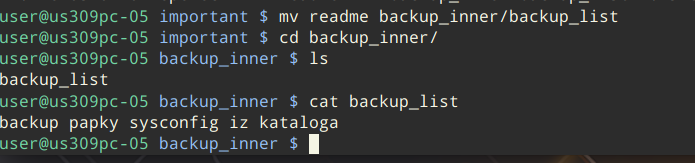 user@us309pc-05 important $ mv readme backup_inner/backup_list
user@us309pc-05 important $ cd backup_inner/
user@us309pc-05 backup_inner $ ls
backup_list
user@us309pc-05 backup_inner $ cat backup_list
backup papky sysconfig iz kataloga
user@us309pc-05 backup_inner $